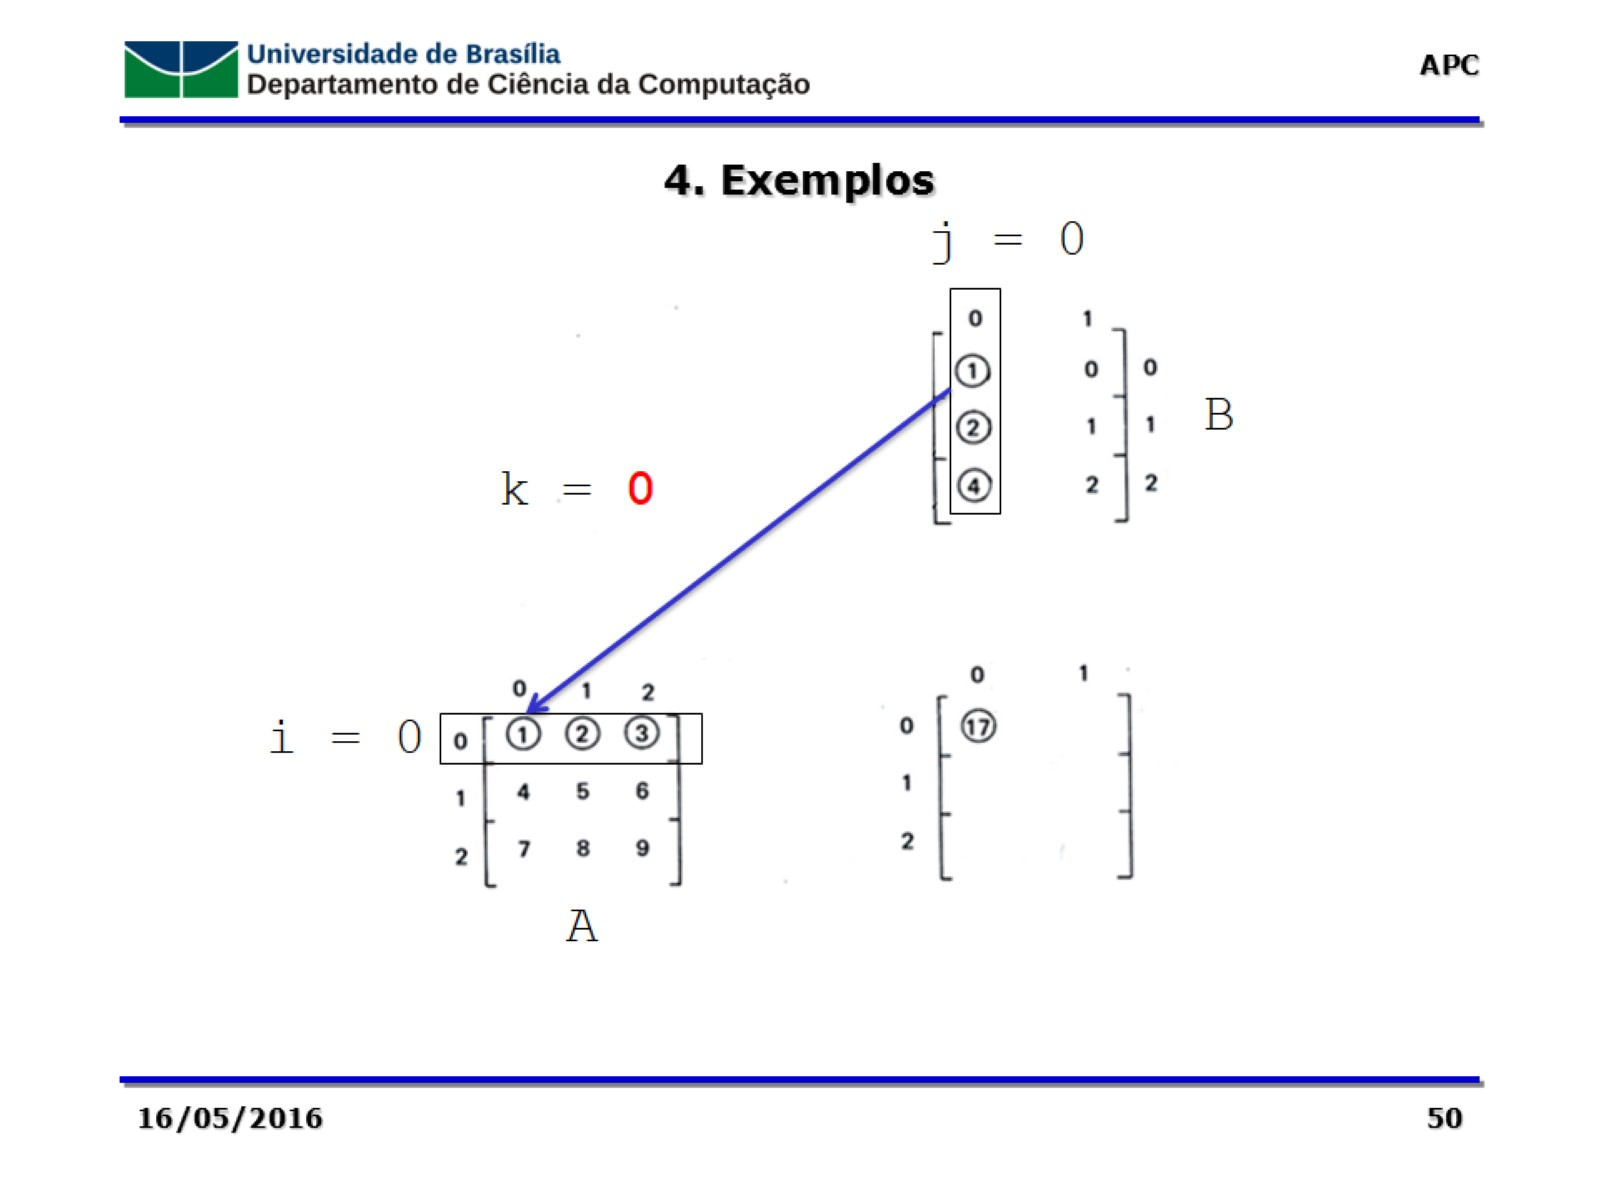 Universidade de Brasília
Departamento de Ciência da Computação
APC
4. Exemplos
j = 0
0 1
1 0 0
2 1 1
4 2 2
B
k = 0
0 1 2
i = 0 0 1 2 3
1 4 5 6
2 7 8 9
A
0 1
0 17
1
2
16/05/2016
50